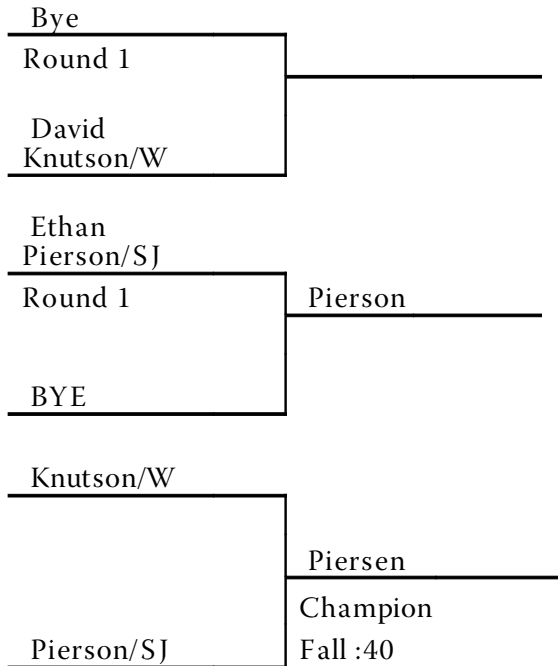 Bye
Round 1
David
Knutson/W
Ethan
Pierson/SJ
Round 1
Pierson
BYE
Knutson/W
Piersen
Champion
Pierson/SJ
Fall :40